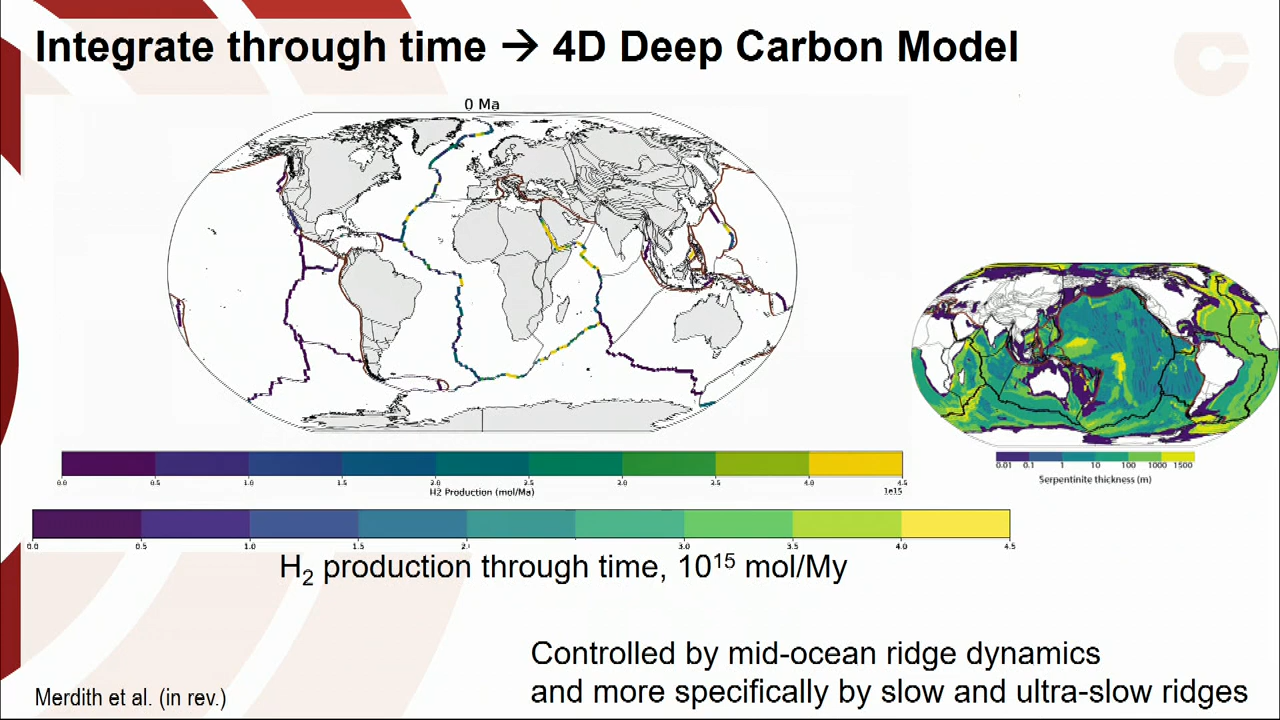 Integrate through time → 4D Deep Carbon Model
0 Ma
0.0 0.5 1.0 1.5 2.0 2.5 3.0 3.5 4.0 4.5
H2 Production (mol/Ma)
1e15
0.01 0.1 1 10 100 1000 1500
Serpentinite thickness (m)
0.0 0.5 1.0 1.5 2. 3.0 3.5 4.0 4.5
H₂ production through time, 10¹⁵ mol/My
Controlled by mid-ocean ridge dynamics
and more specifically by slow and ultra-slow ridges
Merdith et al. (in rev.)